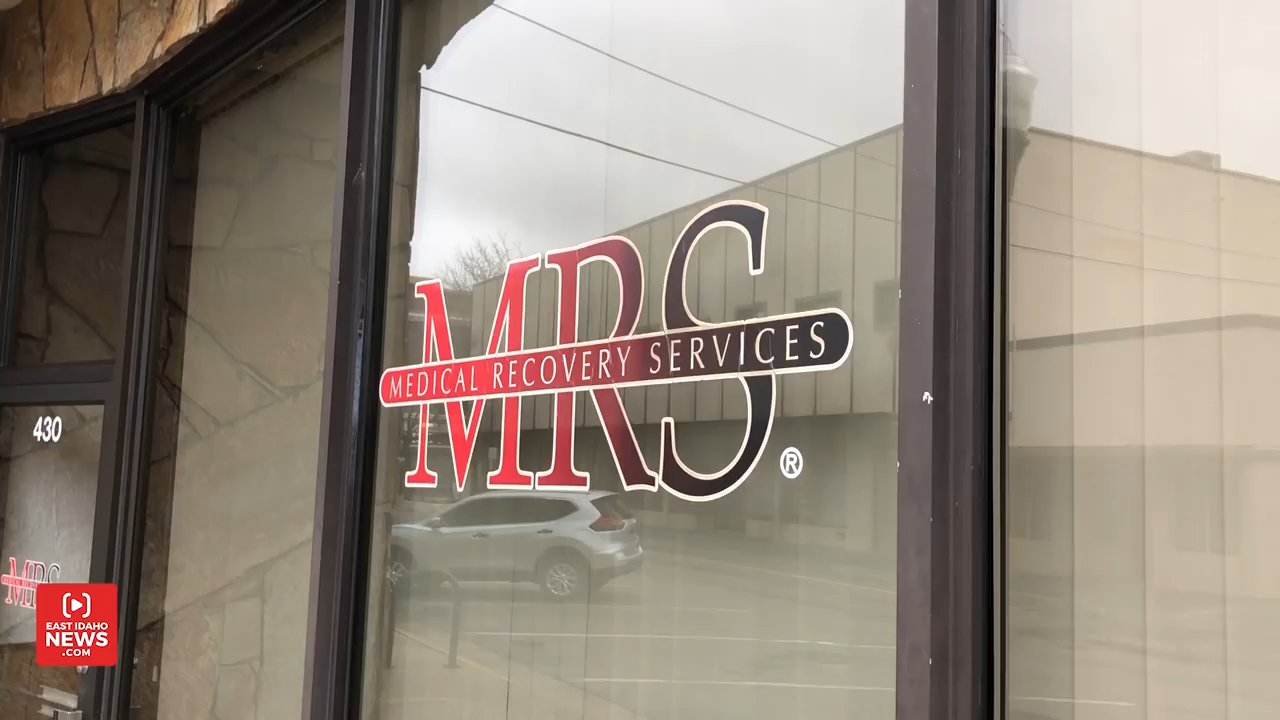 MRS
MEDICAL RECOVERY SERVICES
®
430
MRS
EAST IDAHO
NEWS
.COM